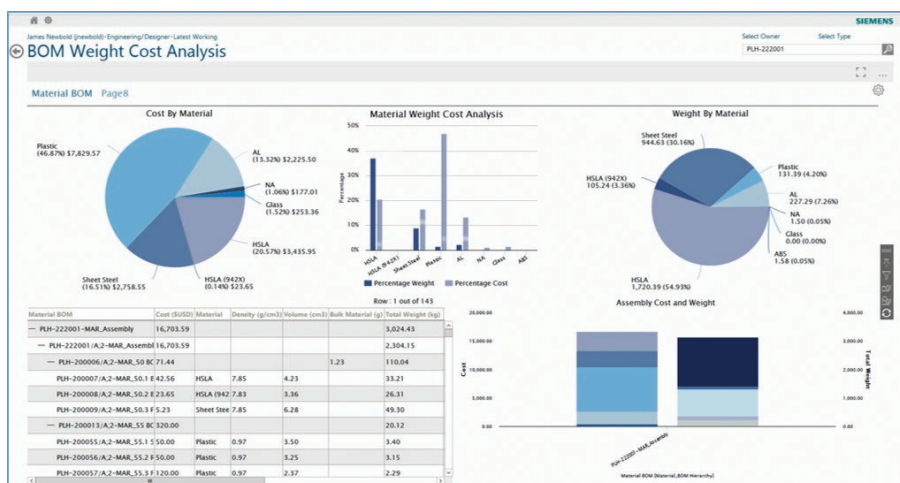 SIEMENS
James Newbold (jnewbold)-Engineering/Designer-Latest Working
BOM Weight Cost Analysis
Select Owner
Select Type
PLH-222001
...
Material BOM Page8
Cost By Material
Plastic
(46.87%) $7,829.57
AL
(13.32%) $2,225.50
NA
(1.06%) $177.01
Glass
(1.52%) $253.36
HSLA
(20.57%) $3,435.95
HSLA (942X)
(0.14%) $23.65
Sheet Steel
(16.51%) $2,758.55
Material Weight Cost Analysis
Percentage
50%
40%
30%
20%
10%
0%
HSLA
HSLA (942X)
Sheet Steel
Plastic
AL
NA
Glass
ABS
Percentage Weight Percentage Cost
Weight By Material
Sheet Steel
944.63 (30.16%)
HSLA (942X)
105.24 (3.36%)
Plastic
131.39 (4.20%)
AL
227.29 (7.26%)
NA
1.50 (0.05%)
Glass
0.00 (0.00%)
ABS
1.58 (0.05%)
HSLA
1,720.39 (54.93%)
Row : 1 out of 143
Material BOM Cost ($USD) Material Density (g/cm3) Volume (cm3) Bulk Material (g) Total Weight (kg)
— PLH-222001-MAR_Assembly 16,703.59 3,024.43
— PLH-222001/A;2-MAR_Assembl 16,703.59 2,304.15
— PLH-200006/A;2-MAR_50 BC 71.44 1.23 110.04
PLH-200007/A;2-MAR_50.1 E 42.56 HSLA 7.85 4.23 33.21
PLH-200008/A;2-MAR_50.2 E 23.65 HSLA (942 7.83 3.36 26.31
PLH-200009/A;2-MAR_50.3 F 5.23 Sheet Stee 7.85 6.28 49.30
— PLH-200013/A;2-MAR_55 BC 320.00 20.12
PLH-200055/A;2-MAR_55.1 S 50.00 Plastic 0.97 3.50 3.40
PLH-200056/A;2-MAR_55.2 F 50.00 Plastic 0.97 3.25 3.15
PLH-200057/A;2-MAR_55.3 F 120.00 Plastic 0.97 2.37 2.29
Assembly Cost and Weight
20,000.00
15,000.00
10,000.00
5,000.00
0.00
Cost
4,000.00
3,000.00
2,000.00
1,000.00
0.00
Total Weight
PLH-222001-MAR_Assembly
Material BOM (Material,BOM Hierarchy)